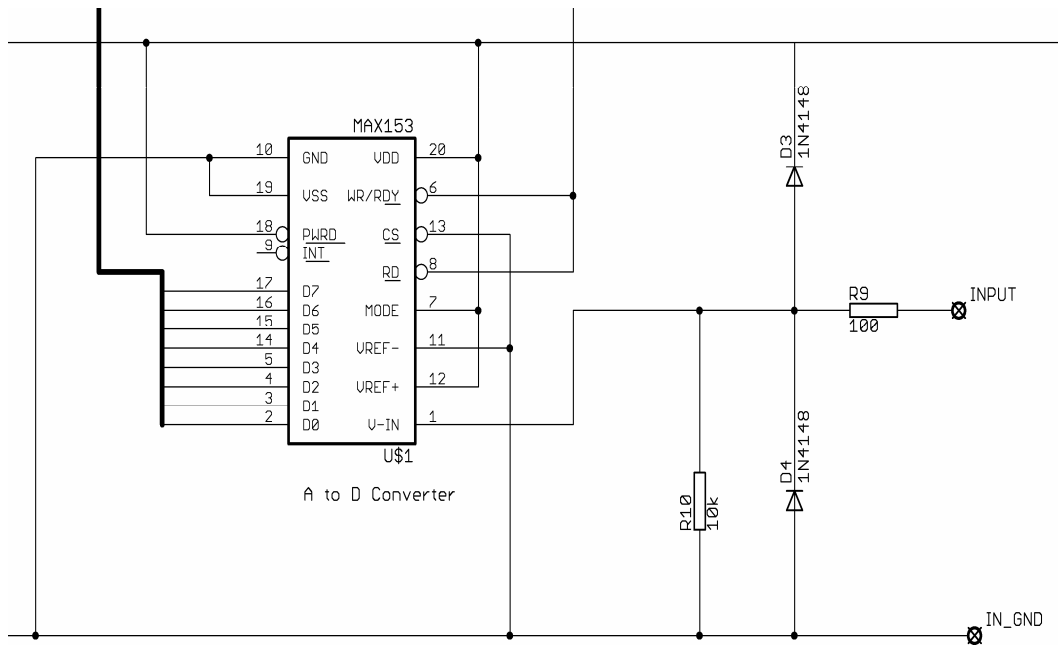 MAX153
10 GND VDD 20
19 VSS WR/RDY 6
18 PWRD CS 13
9 INT
RD 8
17 D7
16 D6 MODE 7
15 D5
14 D4 VREF- 11
5 D3
4 D2 VREF+ 12
3 D1
2 D0 V-IN 1
U$1
A to D Converter
D3
1N4148
R9
100
INPUT
R10
10k
D4
1N4148
IN_GND